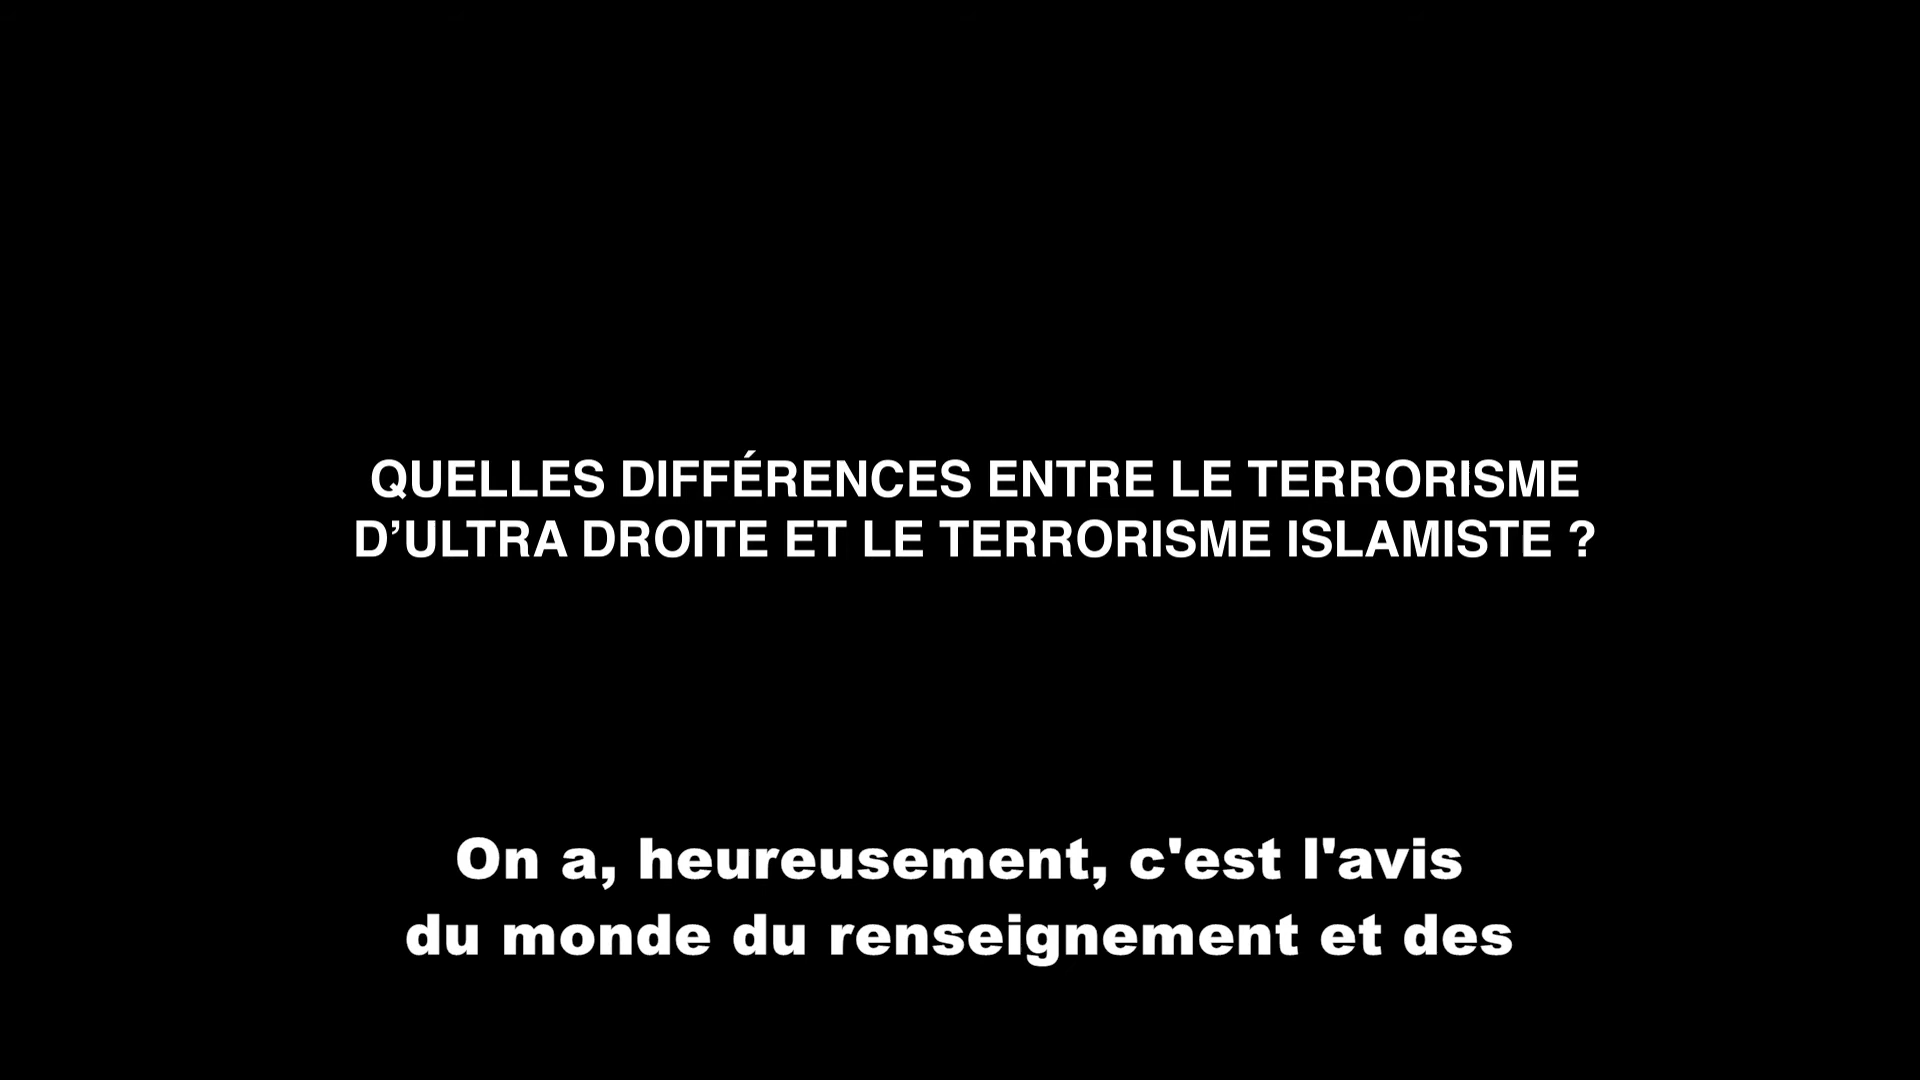 QUELLES DIFFÉRENCES ENTRE LE TERRORISME
D’ULTRA DROITE ET LE TERRORISME ISLAMISTE ?
On a, heureusement, c'est l'avis
du monde du renseignement et des